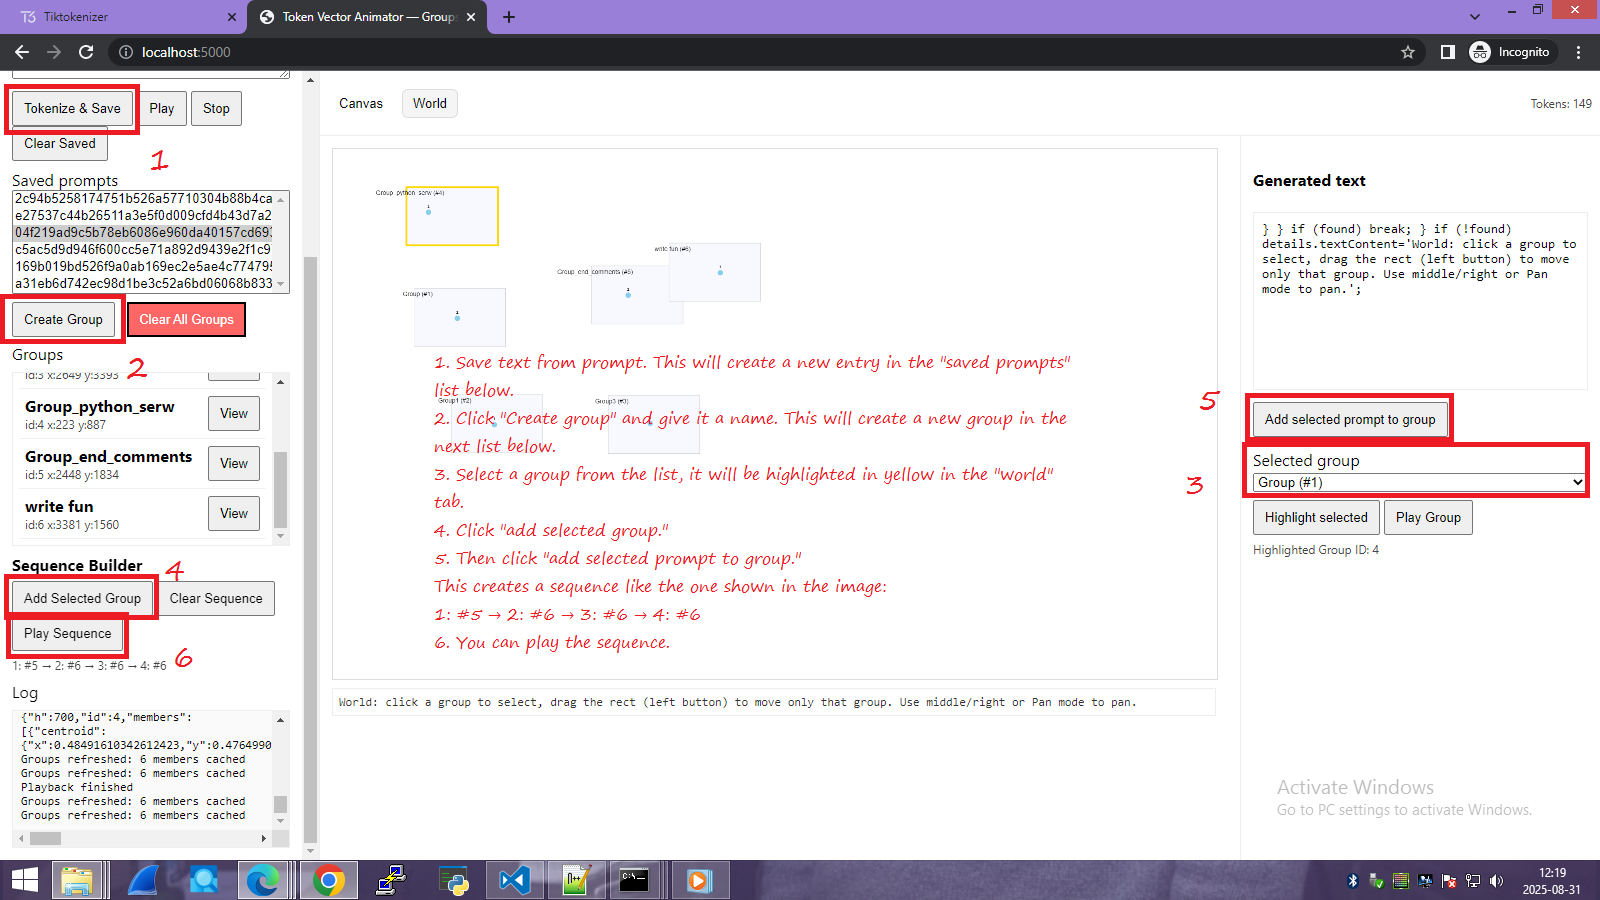 Tiktokenizer
Token Vector Animator — Group
localhost:5000
Incognito
Tokenize & Save
Play
Stop
Clear Saved
1
Saved prompts
2c94b5258174751b526a57710304b88b4ca
e27537c44b26511a3e5f0d009cfd4b43d7a2
04f219ad9c5b78eb6086e960da40157cd693
c5ac5d9d946f600cc5e71a892d9439e2f1c9
169b019bd526f9a0ab169ec2e5ae4c774795
a31eb6d742ec98d1be3c52a6bd06068b833
Create Group
Clear All Groups
2
Groups
id:3 x:2649 y:3393
Group_python_serw
id:4 x:223 y:887
View
Group_end_comments
id:5 x:2448 y:1834
View
write fun
id:6 x:3381 y:1560
View
Sequence Builder
4
Add Selected Group
Clear Sequence
Play Sequence
6
1: #5 → 2: #6 → 3: #6 → 4: #6
Log
{"h":700,"id":4,"members":
[{"centroid":
{"x":0.48491610342612423,"y":0.4764990
Groups refreshed: 6 members cached
Groups refreshed: 6 members cached
Playback finished
Groups refreshed: 6 members cached
Groups refreshed: 6 members cached
Canvas
World
Tokens: 149
Group_python_serw (#4)
1
write fun (#6)
1
Group_end_comments (#5)
Group (#1)
Group1 (#2)
Group3 (#3)
1. Save text from prompt. This will create a new entry in the "saved prompts"
list below.
2. Click "Create group" and give it a name. This will create a new group in the
next list below.
3. Select a group from the list, it will be highlighted in yellow in the "world"
tab.
4. Click "add selected group."
5. Then click "add selected prompt to group."
This creates a sequence like the one shown in the image:
1: #5 → 2: #6 → 3: #6 → 4: #6
6. You can play the sequence.
World: click a group to select, drag the rect (left button) to move only that group. Use middle/right or Pan mode to pan.
Generated text
} } if (found) break; } if (!found)
details.textContent='World: click a group to
select, drag the rect (left button) to move
only that group. Use middle/right or Pan
mode to pan.';
5
Add selected prompt to group
3
Selected group
Group (#1)
Highlight selected
Play Group
Highlighted Group ID: 4
Activate Windows
Go to PC settings to activate Windows.
12:19
2025-08-31